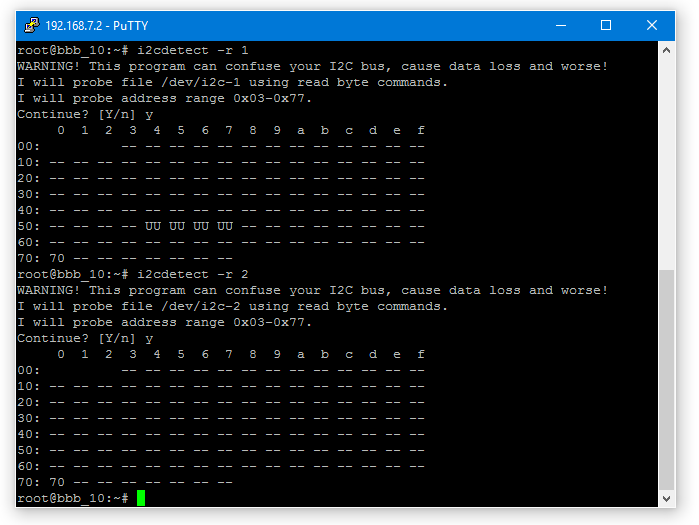 192.168.7.2 - PuTTY
root@bbb_10:~# i2cdetect -r 1
WARNING! This program can confuse your I2C bus, cause data loss and worse!
I will probe file /dev/i2c-1 using read byte commands.
I will probe address range 0x03-0x77.
Continue? [Y/n] y
     0  1  2  3  4  5  6  7  8  9  a  b  c  d  e  f
00:          -- -- -- -- -- -- -- -- -- -- -- -- --
10: -- -- -- -- -- -- -- -- -- -- -- -- -- -- -- --
20: -- -- -- -- -- -- -- -- -- -- -- -- -- -- -- --
30: -- -- -- -- -- -- -- -- -- -- -- -- -- -- -- --
40: -- -- -- -- -- -- -- -- -- -- -- -- -- -- -- --
50: -- -- -- -- UU UU UU UU -- -- -- -- -- -- -- --
60: -- -- -- -- -- -- -- -- -- -- -- -- -- -- -- --
70: 70 -- -- -- -- -- -- --
root@bbb_10:~# i2cdetect -r 2
WARNING! This program can confuse your I2C bus, cause data loss and worse!
I will probe file /dev/i2c-2 using read byte commands.
I will probe address range 0x03-0x77.
Continue? [Y/n] y
     0  1  2  3  4  5  6  7  8  9  a  b  c  d  e  f
00:          -- -- -- -- -- -- -- -- -- -- -- -- --
10: -- -- -- -- -- -- -- -- -- -- -- -- -- -- -- --
20: -- -- -- -- -- -- -- -- -- -- -- -- -- -- -- --
30: -- -- -- -- -- -- -- -- -- -- -- -- -- -- -- --
40: -- -- -- -- -- -- -- -- -- -- -- -- -- -- -- --
50: -- -- -- -- -- -- -- -- -- -- -- -- -- -- -- --
60: -- -- -- -- -- -- -- -- -- -- -- -- -- -- -- --
70: 70 -- -- -- -- -- -- --
root@bbb_10:~#